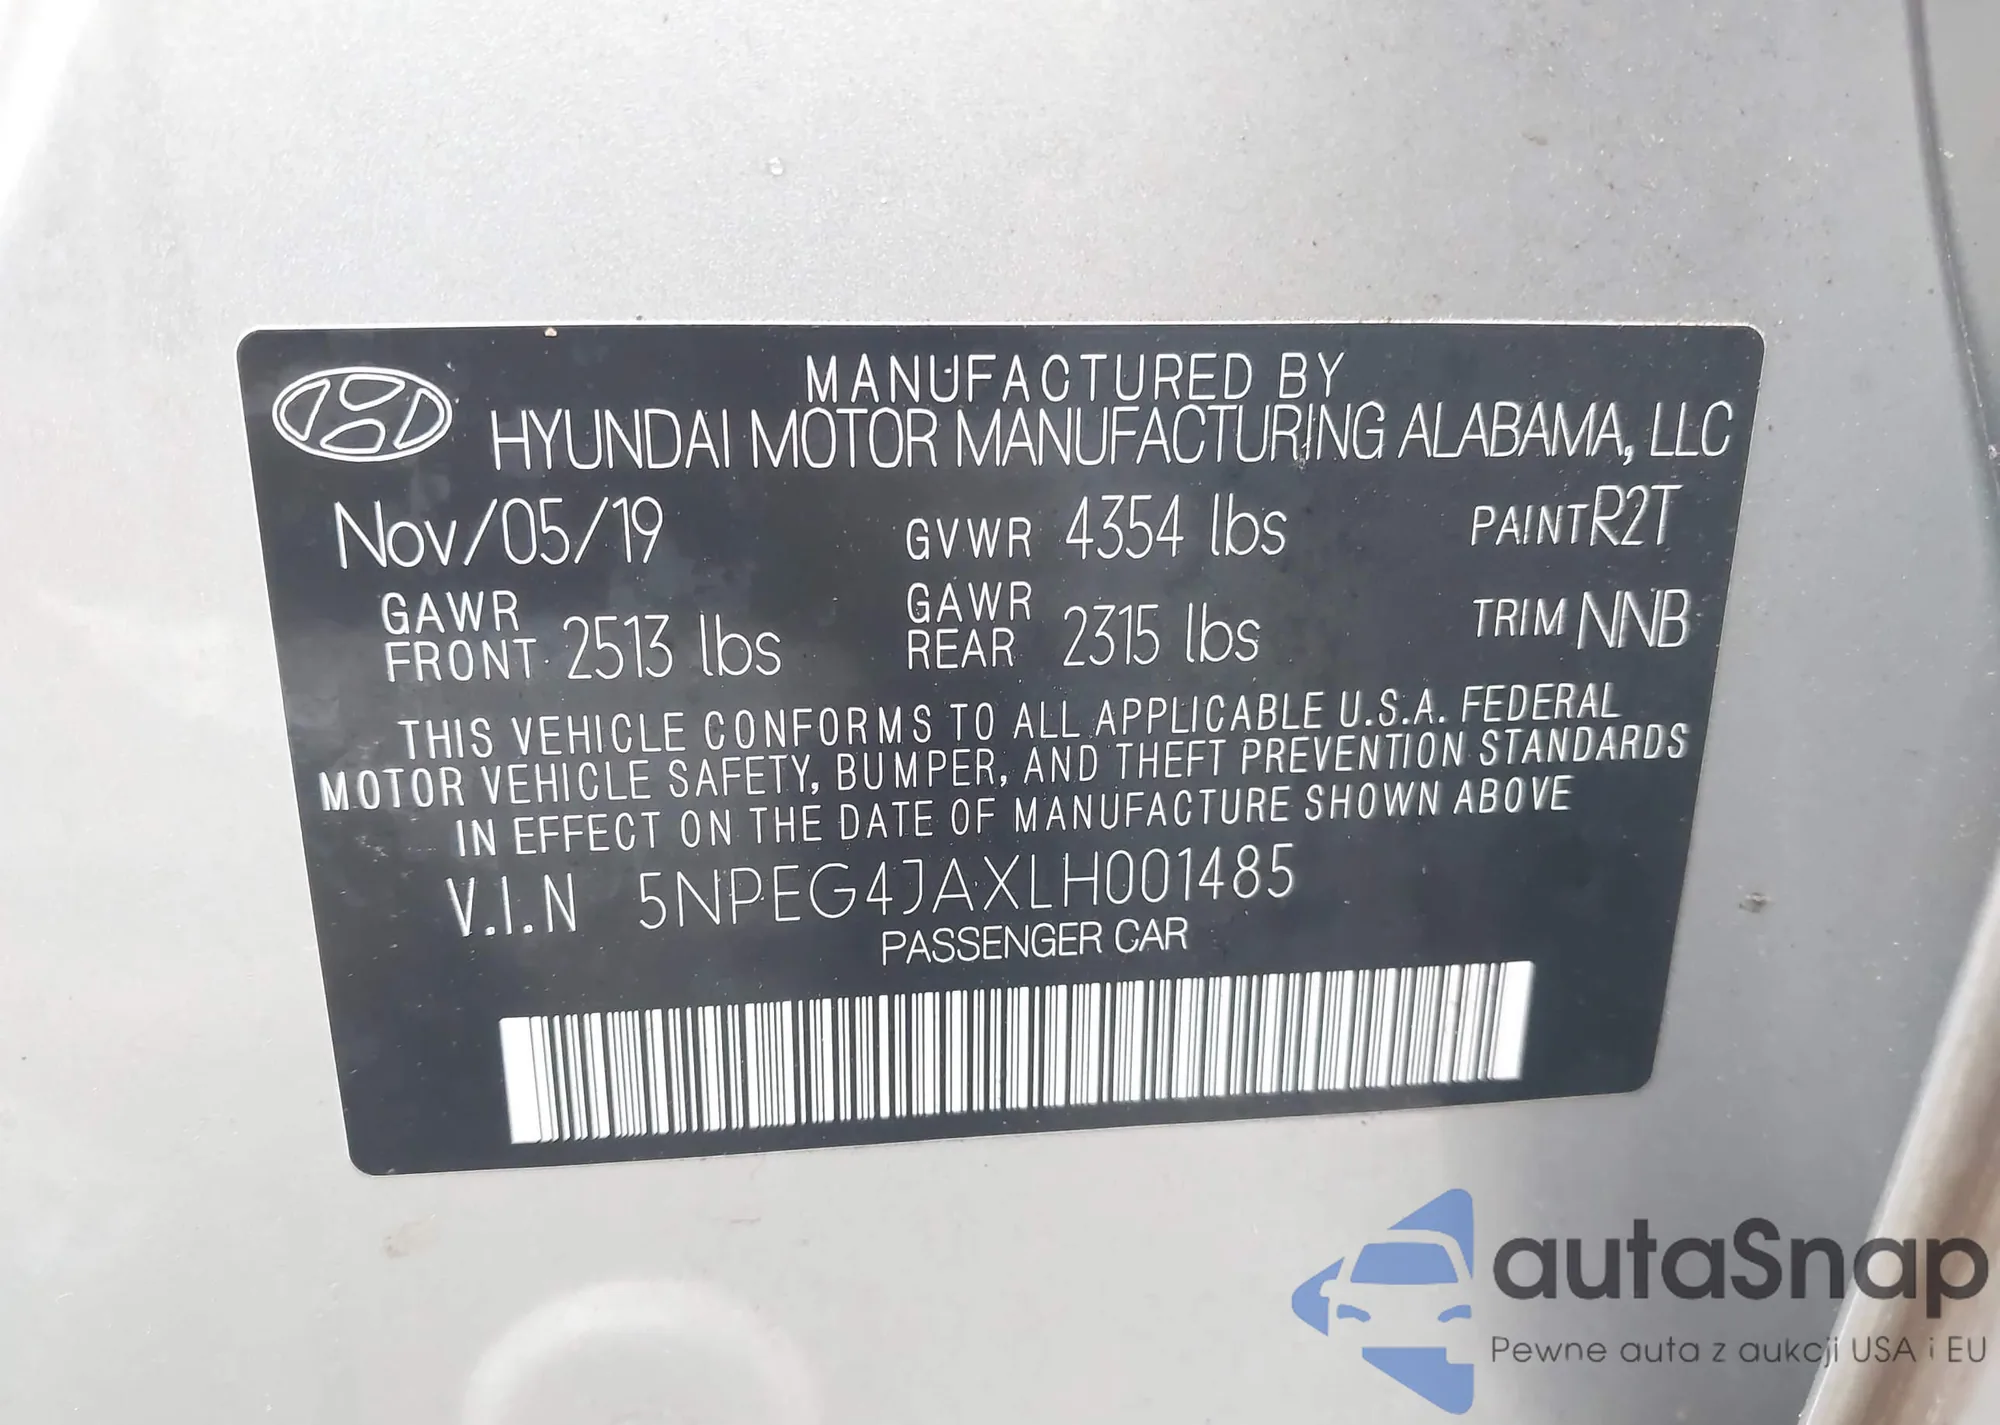 MANUFACTURED BY
HYUNDAI MOTOR MANUFACTURING ALABAMA, LLC
Nov/05/19 GVWR 4354 lbs PAINT R2T
GAWR FRONT 2513 lbs GAWR REAR 2315 lbs TRIM NNB
THIS VEHICLE CONFORMS TO ALL APPLICABLE U.S.A. FEDERAL
MOTOR VEHICLE SAFETY, BUMPER, AND THEFT PREVENTION STANDARDS
IN EFFECT ON THE DATE OF MANUFACTURE SHOWN ABOVE
V.I.N 5NPEG4JAXLH001485
PASSENGER CAR
autaSnap
Pewne auta z aukcji USA i EU